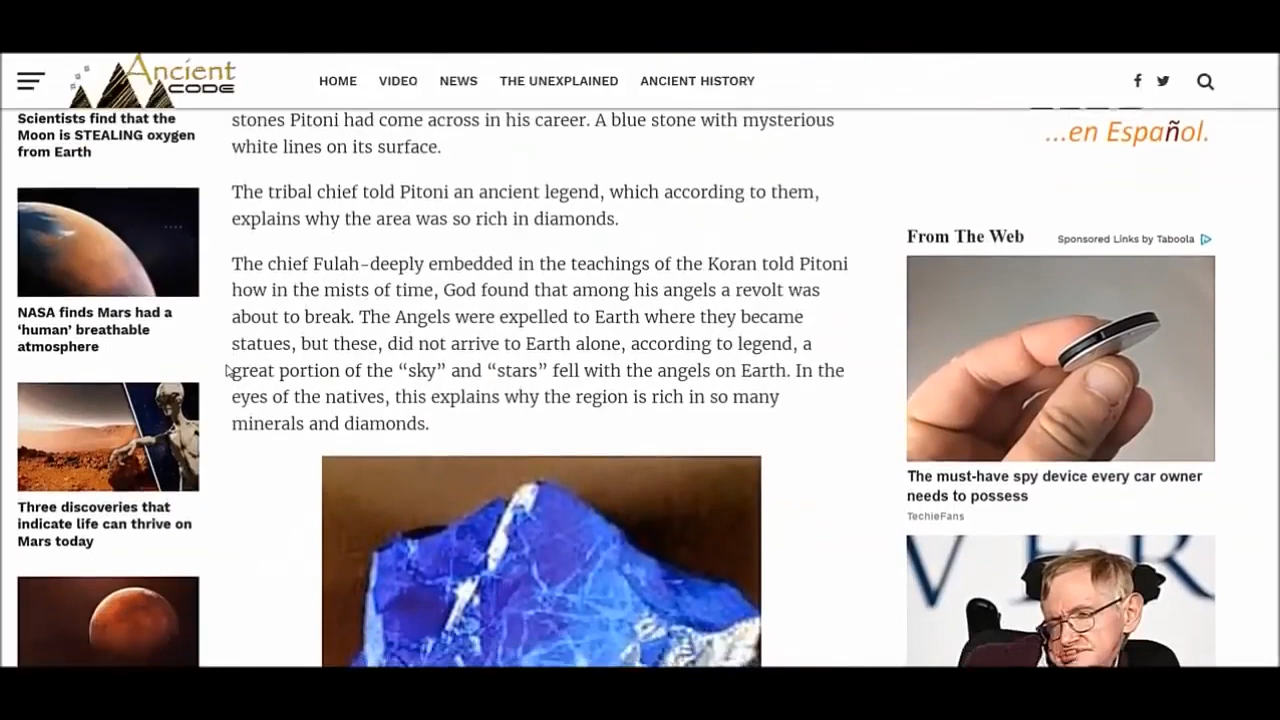 Ancient
CODE
HOME
VIDEO
NEWS
THE UNEXPLAINED
ANCIENT HISTORY
Scientists find that the
Moon is STEALING oxygen
from Earth
NASA finds Mars had a
‘human’ breathable
atmosphere
Three discoveries that
indicate life can thrive on
Mars today
stones Pitoni had come across in his career. A blue stone with mysterious
white lines on its surface.
The tribal chief told Pitoni an ancient legend, which according to them,
explains why the area was so rich in diamonds.
The chief Fulah-deeply embedded in the teachings of the Koran told Pitoni
how in the mists of time, God found that among his angels a revolt was
about to break. The Angels were expelled to Earth where they became
statues, but these, did not arrive to Earth alone, according to legend, a
great portion of the “sky” and “stars” fell with the angels on Earth. In the
eyes of the natives, this explains why the region is rich in so many
minerals and diamonds.
...en Español.
From The Web
Sponsored Links by Taboola
The must-have spy device every car owner
needs to possess
TechieFans